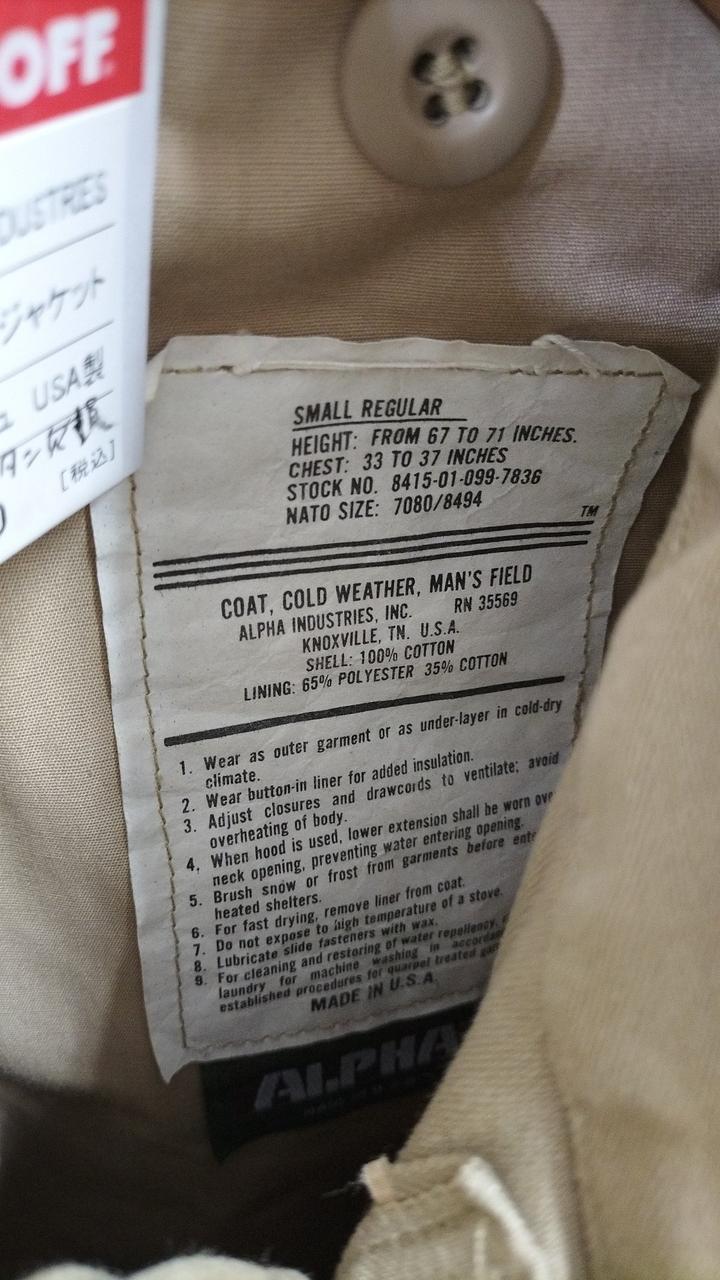 OFF
DUSTRIES
ジャケット
USA製
[税込]
SMALL REGULAR
HEIGHT: FROM 67 TO 71 INCHES.
CHEST: 33 TO 37 INCHES
STOCK NO. 8415-01-099-7836
NATO SIZE: 7080/8494
TM
COAT, COLD WEATHER, MAN'S FIELD
ALPHA INDUSTRIES, INC. RN 35569
KNOXVILLE, TN. U.S.A.
SHELL: 100% COTTON
LINING: 65% POLYESTER 35% COTTON
1. Wear as outer garment or as under-layer in cold-dry
climate.
2. Wear button-in liner for added insulation.
3. Adjust closures and drawcords to ventilate; avoid
overheating of body.
4. When hood is used, lower extension shall be worn ove
neck opening, preventing water entering opening.
5. Brush snow or frost from garments before ente
heated shelters.
6. For fast drying, remove liner from coat.
7. Do not expose to high temperature of a stove.
8. Lubricate slide fasteners with wax.
9. For cleaning and restoring of water repellency,
laundry for machine washing in accordan
established procedures for quarpel treated gar
MADE IN U.S.A.
ALPHA